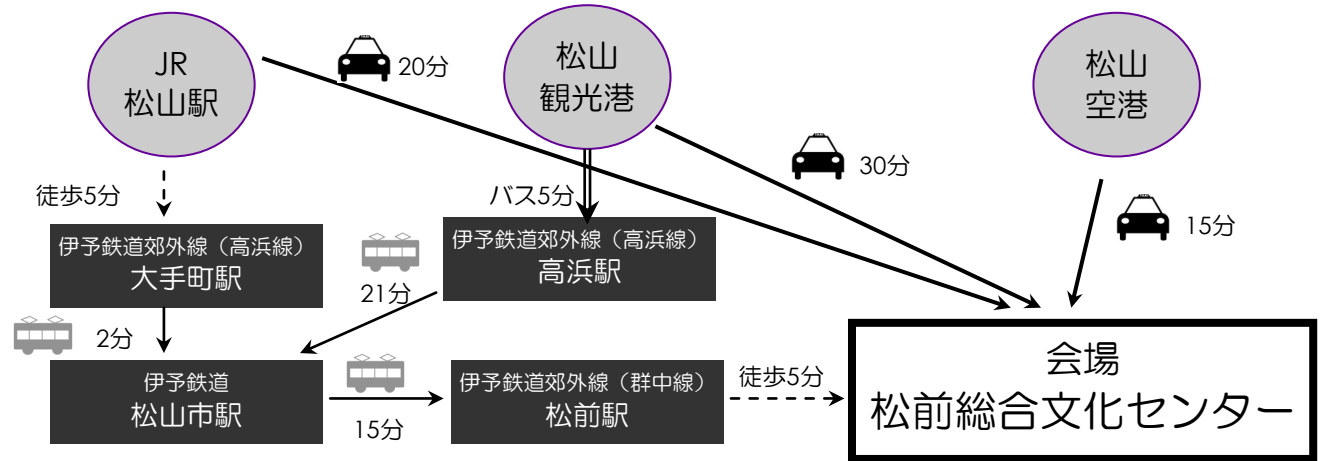 JR
松山駅
20分
松山
観光港
松山
空港
30分
15分
徒歩5分
バス5分
伊予鉄道郊外線（高浜線）
大手町駅
伊予鉄道郊外線（高浜線）
高浜駅
21分
2分
伊予鉄道
松山市駅
15分
伊予鉄道郊外線（群中線）
松前駅
徒歩5分
会場
松前総合文化センター